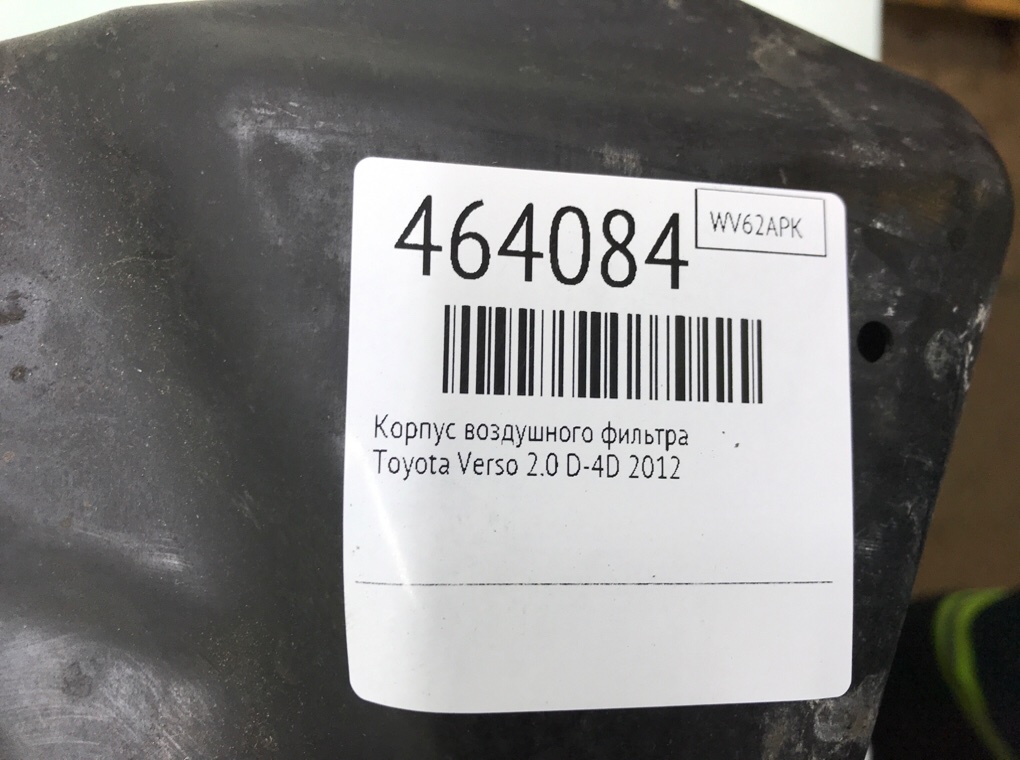 464084
WV62APK
Корпус воздушного фильтра
Toyota Verso 2.0 D-4D 2012